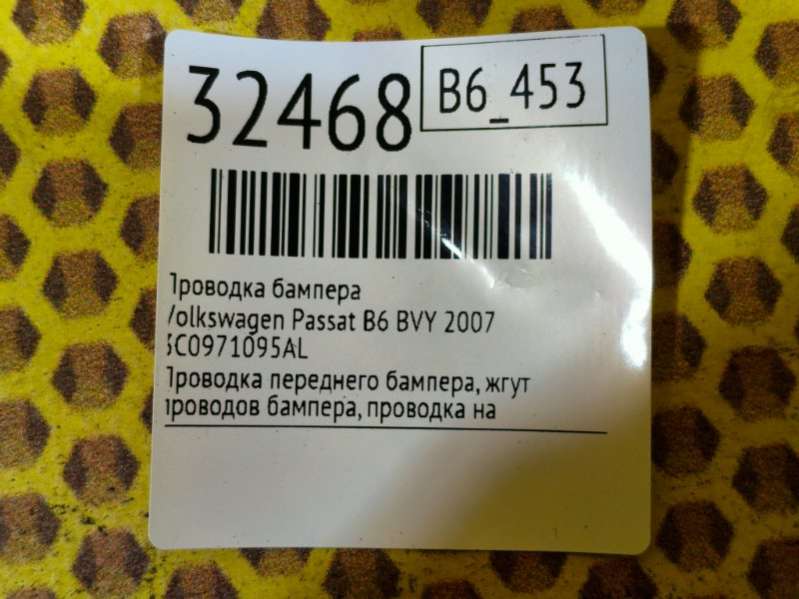 32468
B6_453
Проводка бампера
Volkswagen Passat B6 BVY 2007
3C0971095AL
Проводка переднего бампера, жгут
проводов бампера, проводка на